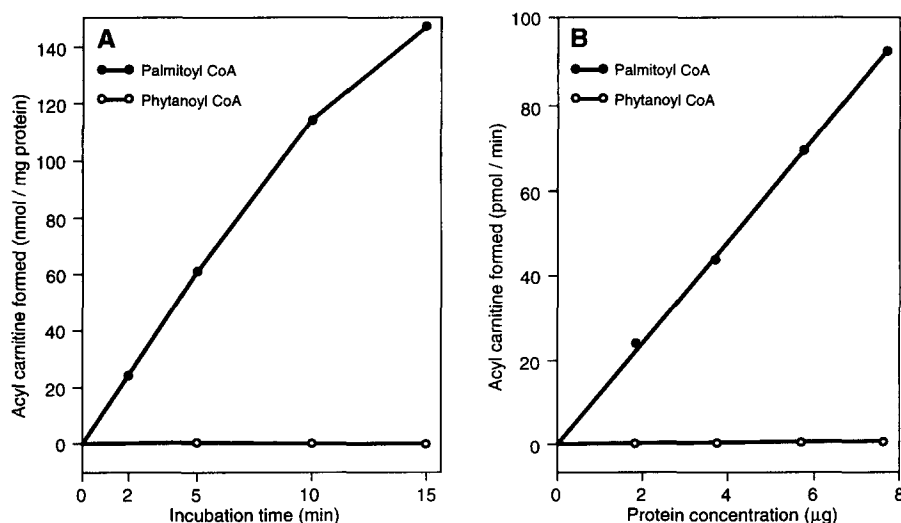 A
Palmitoyl CoA
Phytanoyl CoA
Acyl carnitine formed (nmol / mg protein)
140
120
100
80
60
40
20
0
0 2 5 10 15
Incubation time (min)
B
Palmitoyl CoA
Phytanoyl CoA
Acyl carnitine formed (pmol / min)
100
80
60
40
20
0
0 2 4 6 8
Protein concentration (μg)